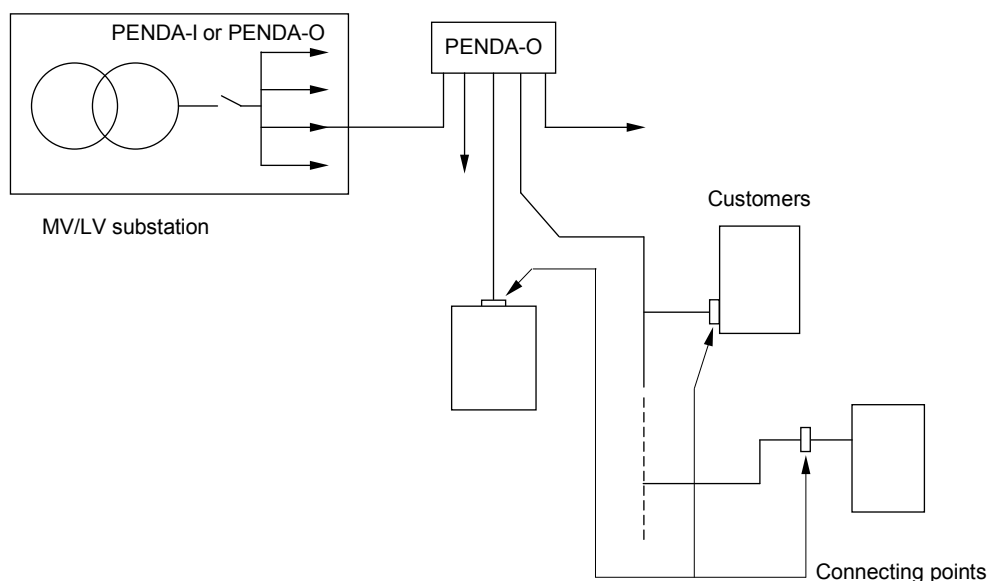 PENDA-I or PENDA-O
PENDA-O
MV/LV substation
Customers
Connecting points